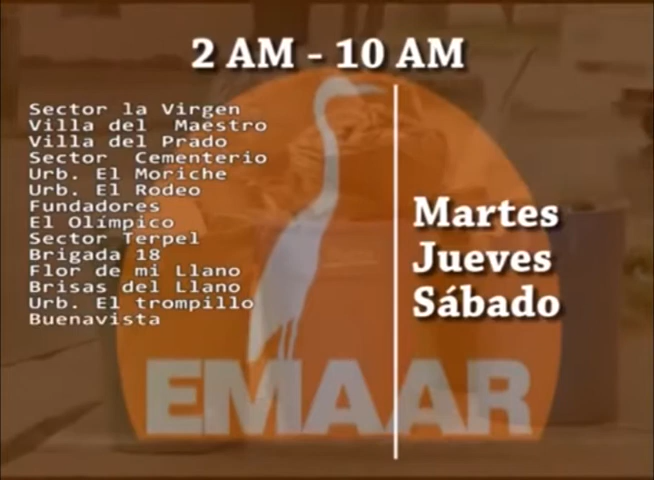 2 AM - 10 AM
Sector la Virgen
Villa del Maestro
Villa del Prado
Sector Cementerio
Urb. El Moriche
Urb. El Rodeo
Fundadores
El Olímpico
Sector Terpel
Brigada 18
Flor de mi Llano
Brisas del Llano
Urb. El trompillo
Buenavista
Martes
Jueves
Sábado
EMAAR